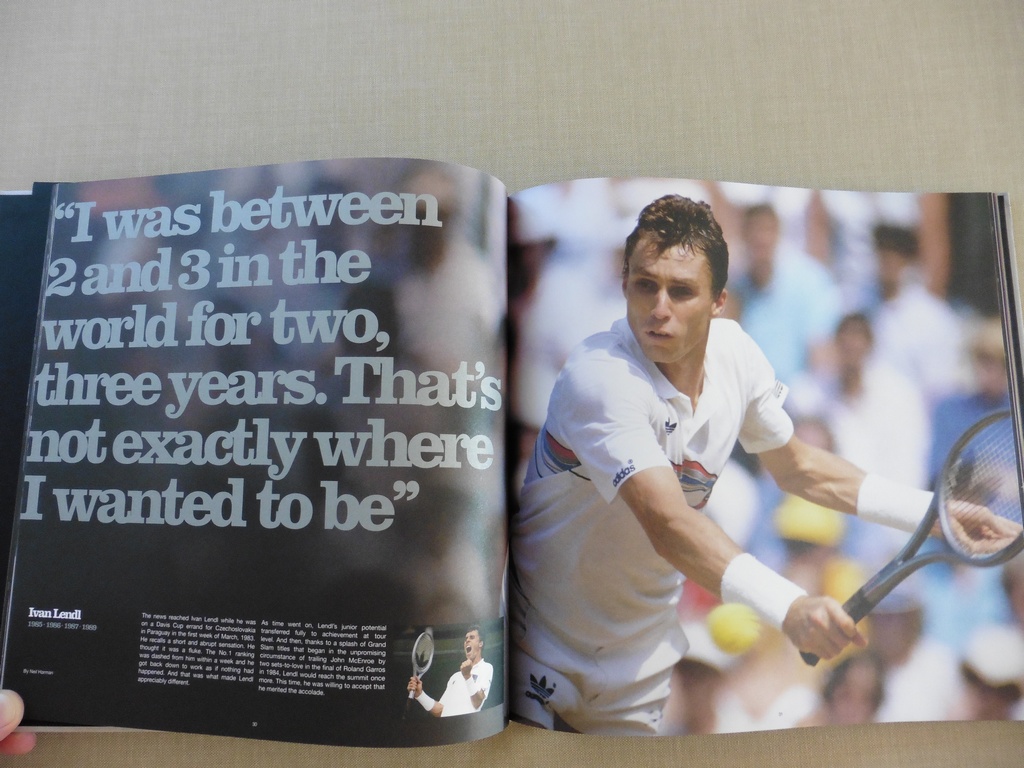 “I was between
2 and 3 in the
world for two,
three years. That’s
not exactly where
I wanted to be”
Ivan Lendl
1985 · 1986 · 1987 · 1989
By Neil Harman
The news reached Ivan Lendl while he was
on a Davis Cup errand for Czechoslovakia
in Paraguay in the first week of March, 1983.
He recalls a short and abrupt sensation. He
thought it was a fluke. The No.1 ranking
was dashed from him within a week and he
got back down to work as if nothing had
happened. And that was what made Lendl
appreciably different.
As time went on, Lendl’s junior potential
transferred fully to achievement at tour
level. And then, thanks to a splash of Grand
Slam titles that began in the unpromising
circumstance of trailing John McEnroe by
two sets-to-love in the final of Roland Garros
in 1984, Lendl would reach the summit once
more. This time, he was willing to accept that
he merited the accolade.
adidas